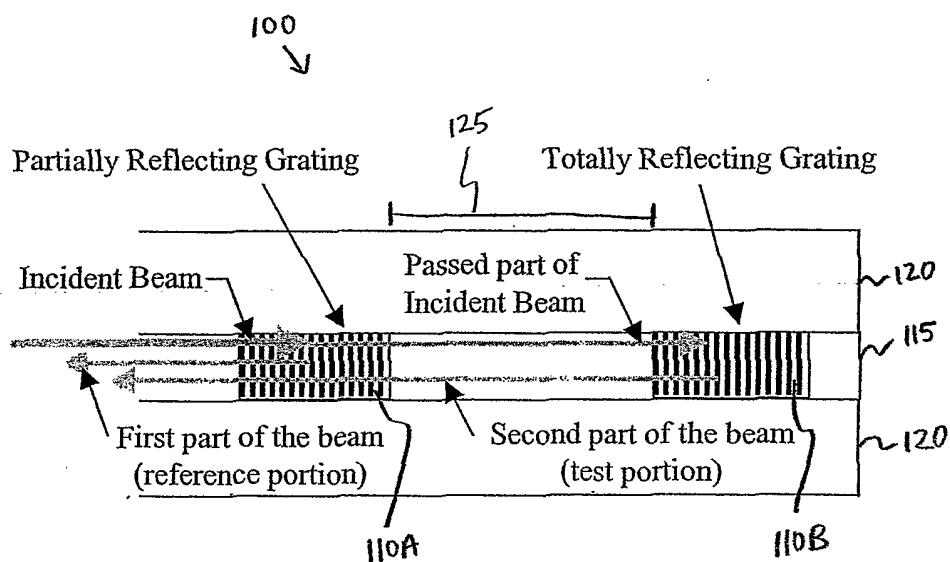 100
125
Partially Reflecting Grating
Totally Reflecting Grating
Incident Beam
Passed part of
Incident Beam
120
115
First part of the beam
(reference portion)
Second part of the beam
(test portion)
120
110A
110B